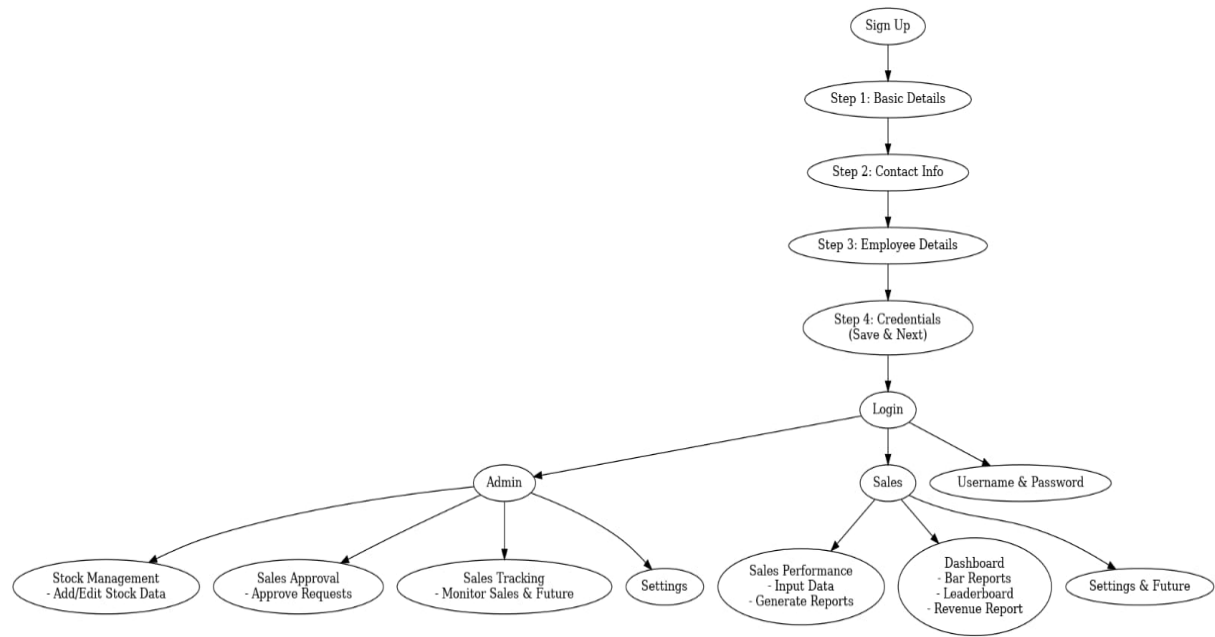 Sign Up
Step 1: Basic Details
Step 2: Contact Info
Step 3: Employee Details
Step 4: Credentials
(Save & Next)
Login
Admin
Sales
Username & Password
Stock Management
- Add/Edit Stock Data
Sales Approval
- Approve Requests
Sales Tracking
- Monitor Sales & Future
Settings
Sales Performance
- Input Data
- Generate Reports
Dashboard
- Bar Reports
- Leaderboard
- Revenue Report
Settings & Future